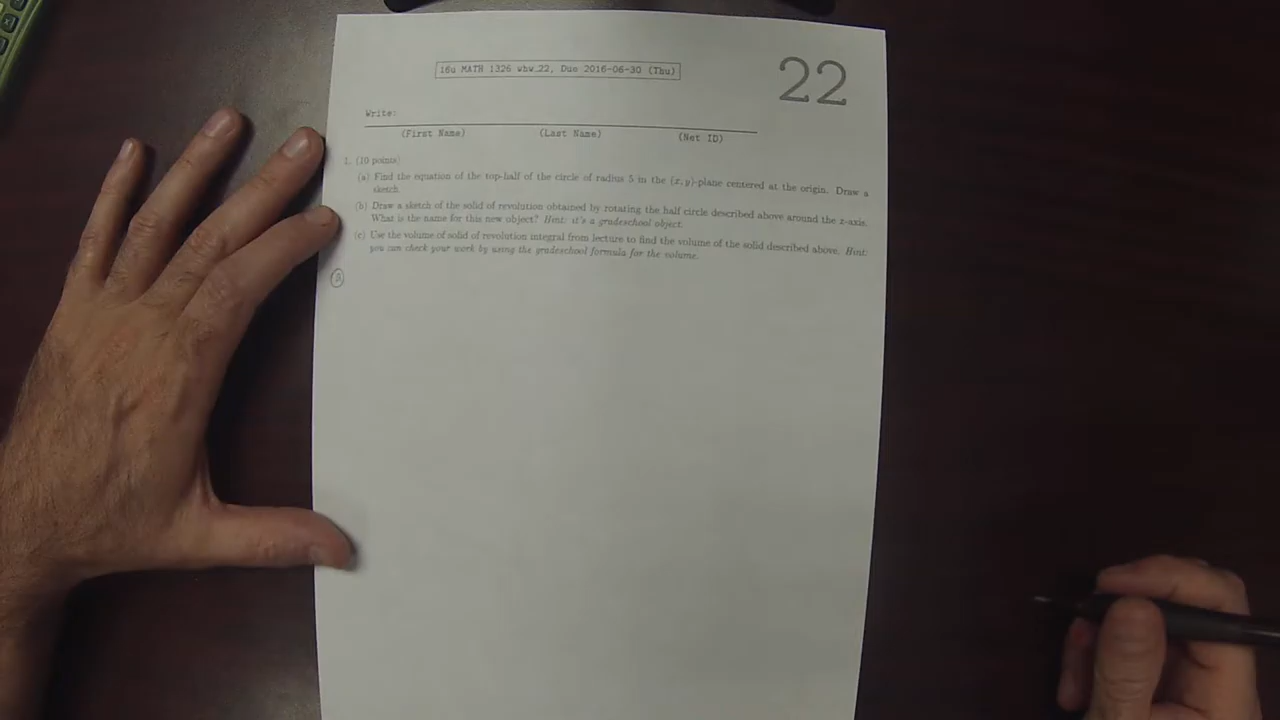 16u MATH 1326 whw_22, Due 2016-06-30 (Thu)
22
Write:
(First Name) (Last Name) (Net ID)
1. (10 points)
(a) Find the equation of the top-half of the circle of radius 5 in the (x, y)-plane centered at the origin. Draw a
sketch.
(b) Draw a sketch of the solid of revolution obtained by rotating the half circle described above around the x-axis.
What is the name for this new object? Hint: it's a gradeschool object.
(c) Use the volume of solid of revolution integral from lecture to find the volume of the solid described above. Hint:
you can check your work by using the gradeschool formula for the volume.